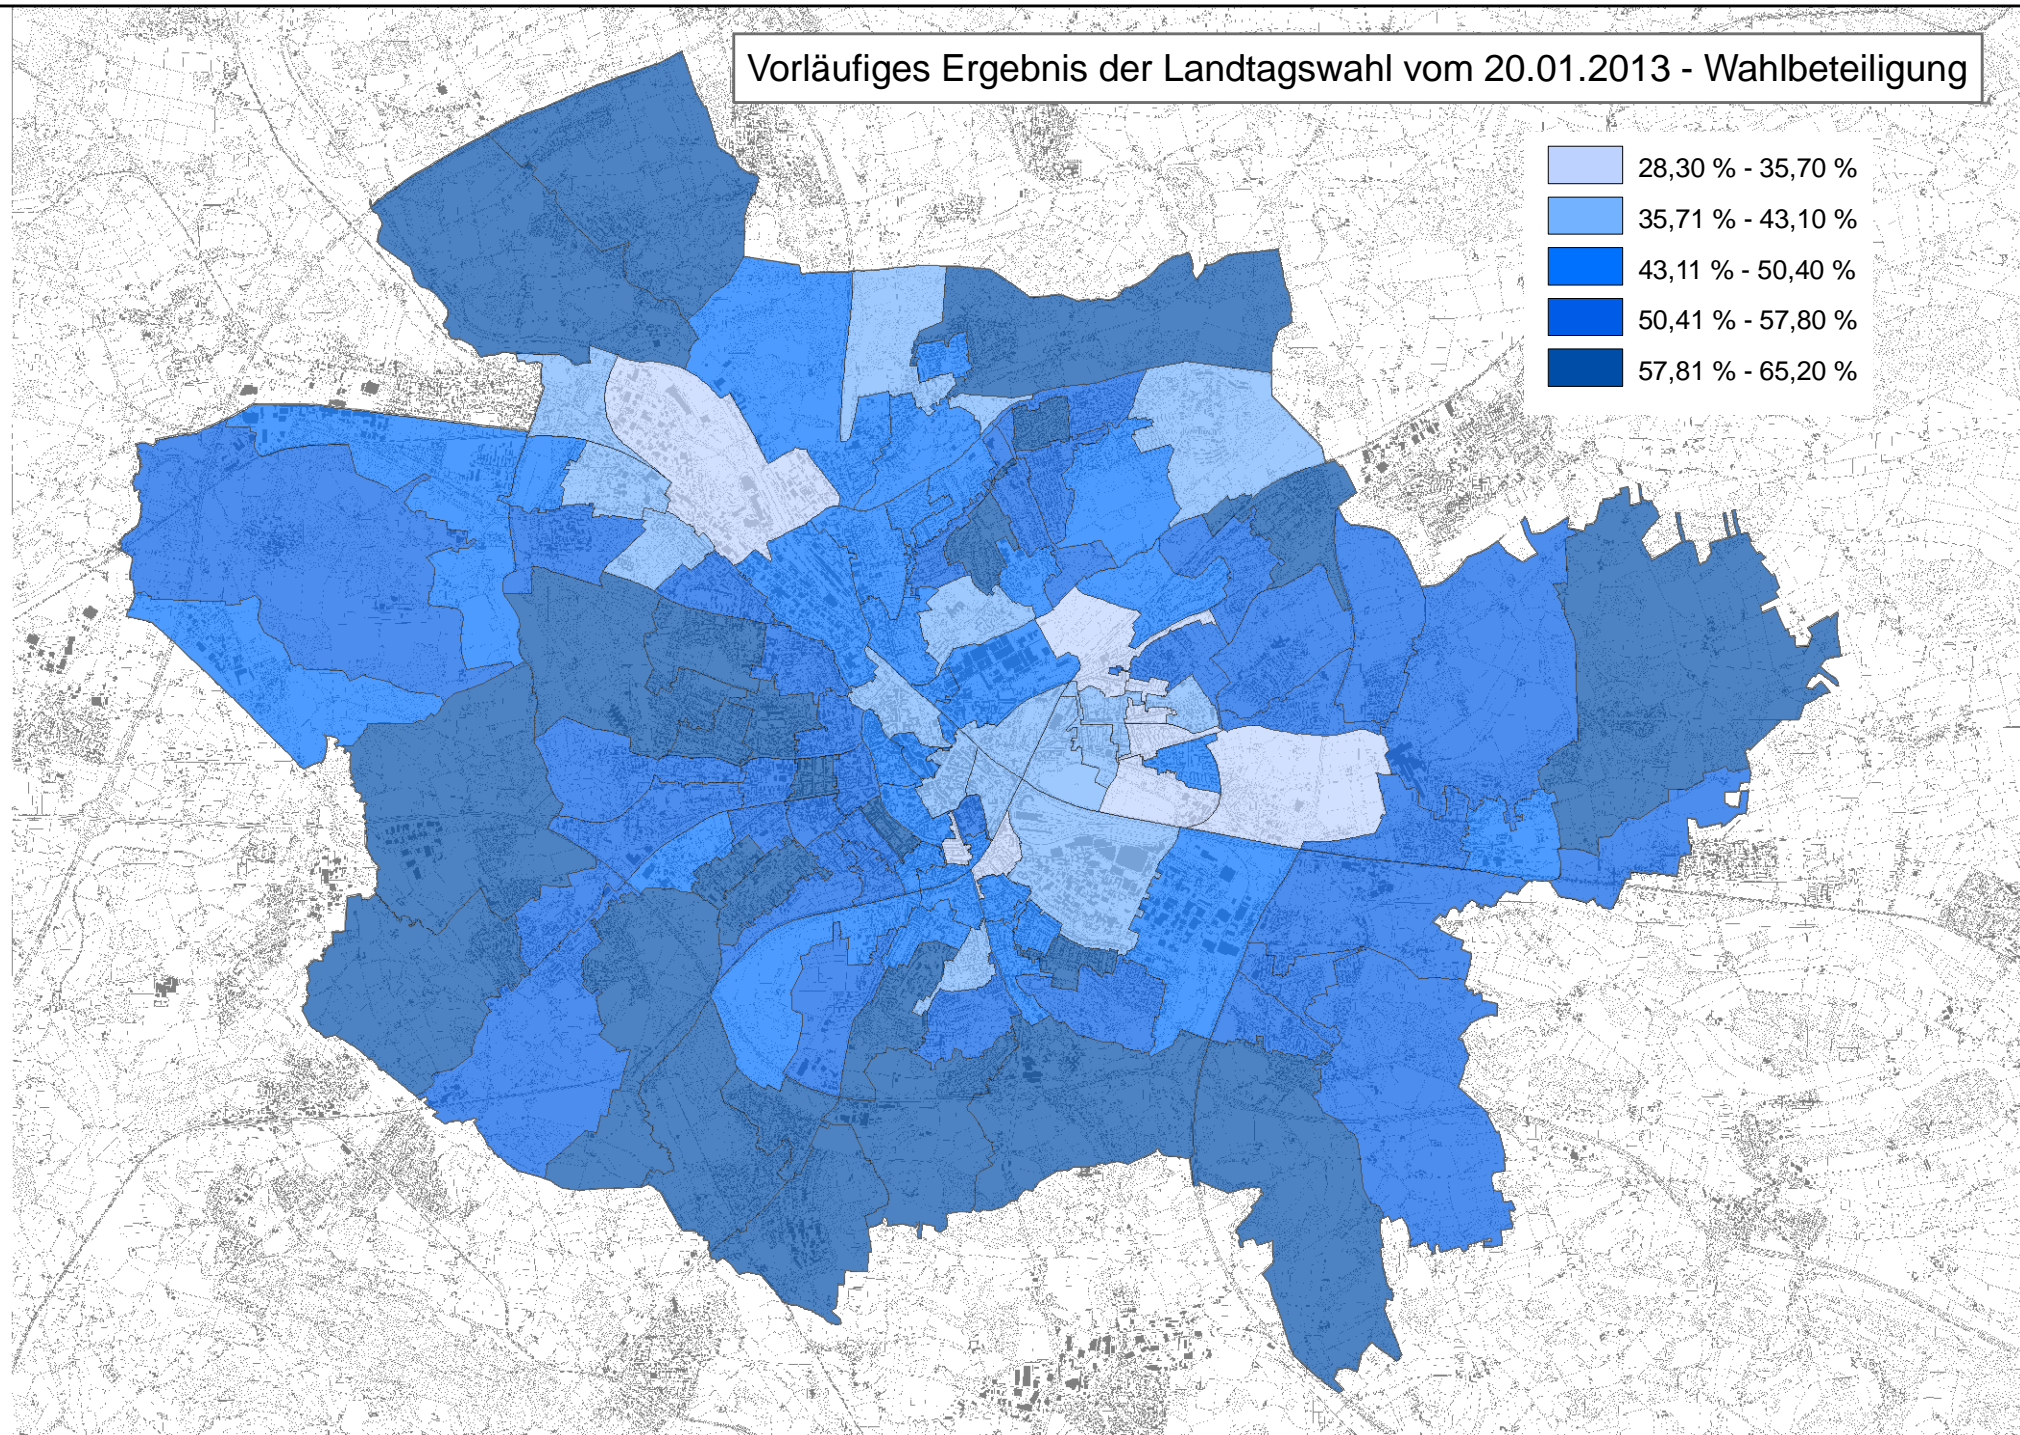 Vorläufiges Ergebnis der Landtagswahl vom 20.01.2013 - Wahlbeteiligung
28,30 % - 35,70 %
35,71 % - 43,10 %
43,11 % - 50,40 %
50,41 % - 57,80 %
57,81 % - 65,20 %